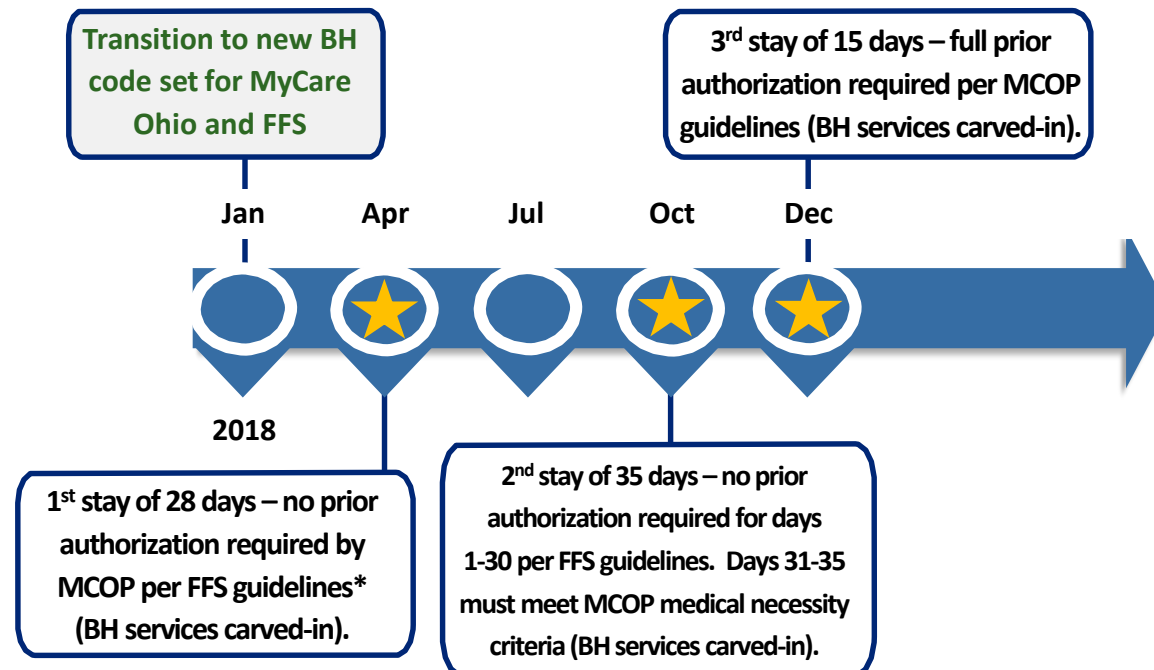 Transition to new BH
code set for MyCare
Ohio and FFS
3rd stay of 15 days – full prior
authorization required per MCOP
guidelines (BH services carved-in).
Jan
Apr
Jul
Oct
Dec
2018
1st stay of 28 days – no prior
authorization required by
MCOP per FFS guidelines*
(BH services carved-in).
2nd stay of 35 days – no prior
authorization required for days
1-30 per FFS guidelines. Days 31-35
must meet MCOP medical necessity
criteria (BH services carved-in).